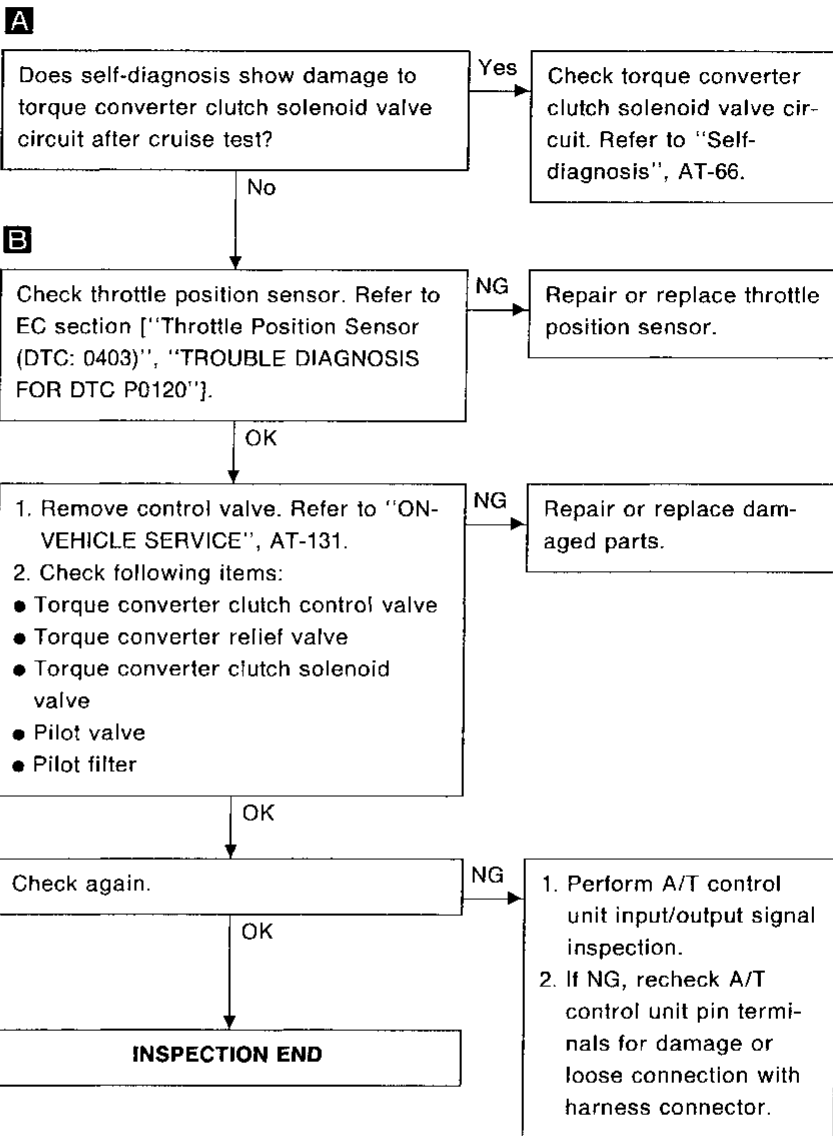 A
Does self-diagnosis show damage to
torque converter clutch solenoid valve
circuit after cruise test?
Yes
Check torque converter
clutch solenoid valve cir-
cuit. Refer to "Self-
diagnosis", AT-66.
No
B
Check throttle position sensor. Refer to
EC section ["Throttle Position Sensor
(DTC: 0403)", "TROUBLE DIAGNOSIS
FOR DTC P0120"].
NG
Repair or replace throttle
position sensor.
OK
1. Remove control valve. Refer to "ON-
VEHICLE SERVICE", AT-131.
2. Check following items:
● Torque converter clutch control valve
● Torque converter relief valve
● Torque converter clutch solenoid
valve
● Pilot valve
● Pilot filter
NG
Repair or replace dam-
aged parts.
OK
Check again.
NG
1. Perform A/T control
unit input/output signal
inspection.
2. If NG, recheck A/T
control unit pin termi-
nals for damage or
loose connection with
harness connector.
OK
INSPECTION END